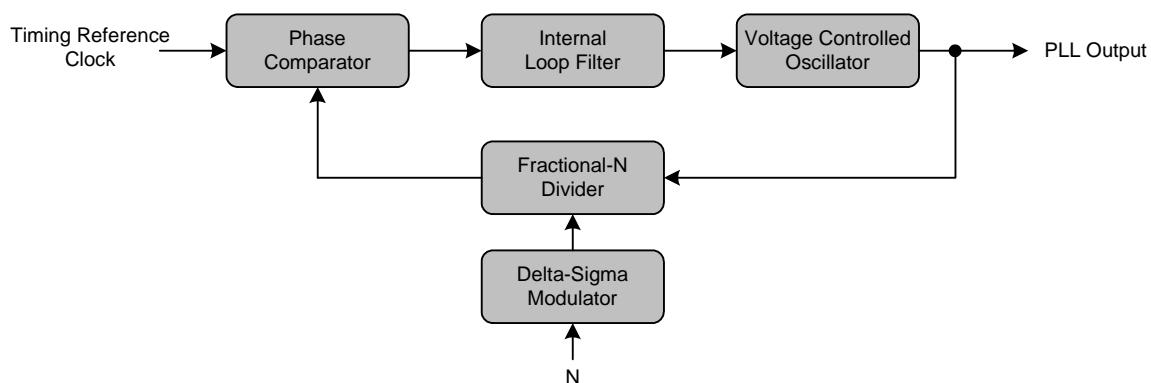 Timing Reference
Clock
Phase
Comparator
Internal
Loop Filter
Voltage Controlled
Oscillator
PLL Output
Fractional-N
Divider
Delta-Sigma
Modulator
N